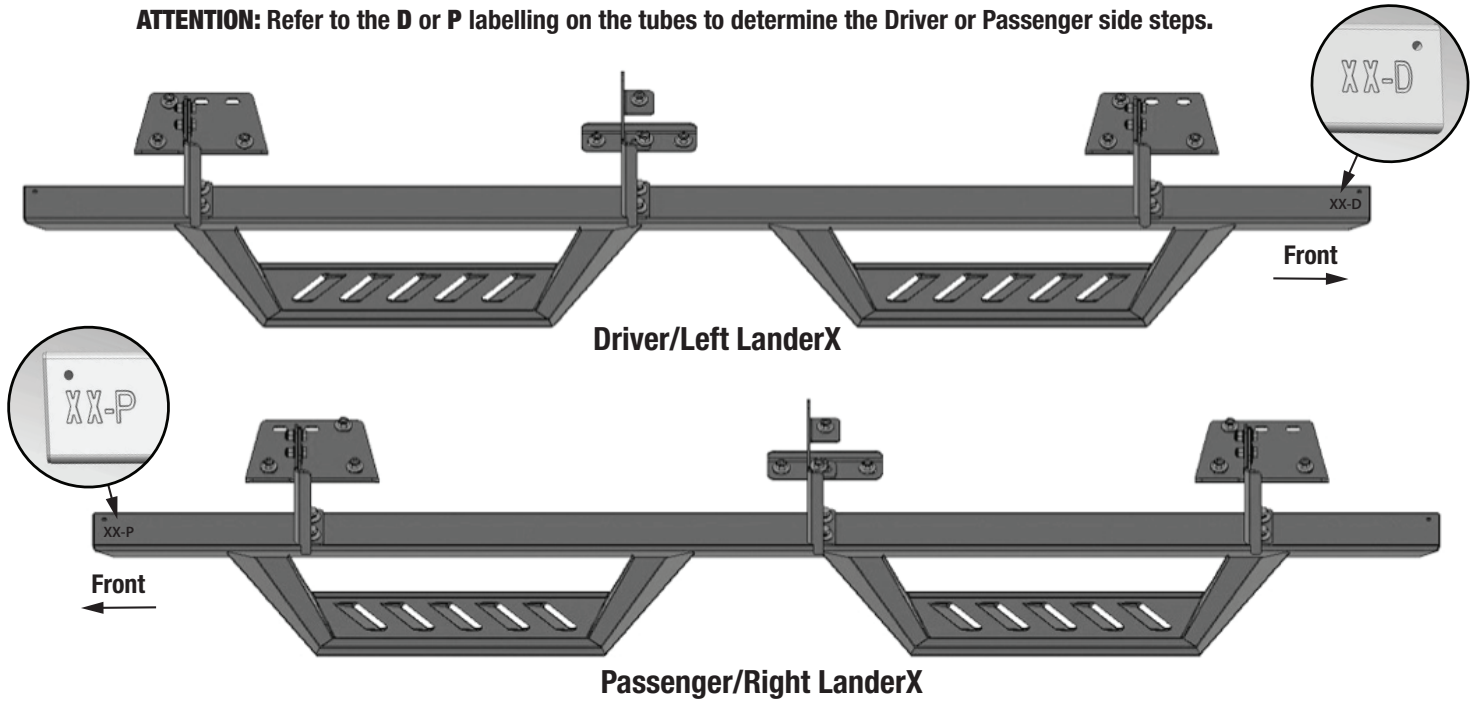 ATTENTION: Refer to the D or P labelling on the tubes to determine the Driver or Passenger side steps.
XX-D
XX-D
Front
Driver/Left LanderX
XX-P
XX-P
Front
Passenger/Right LanderX